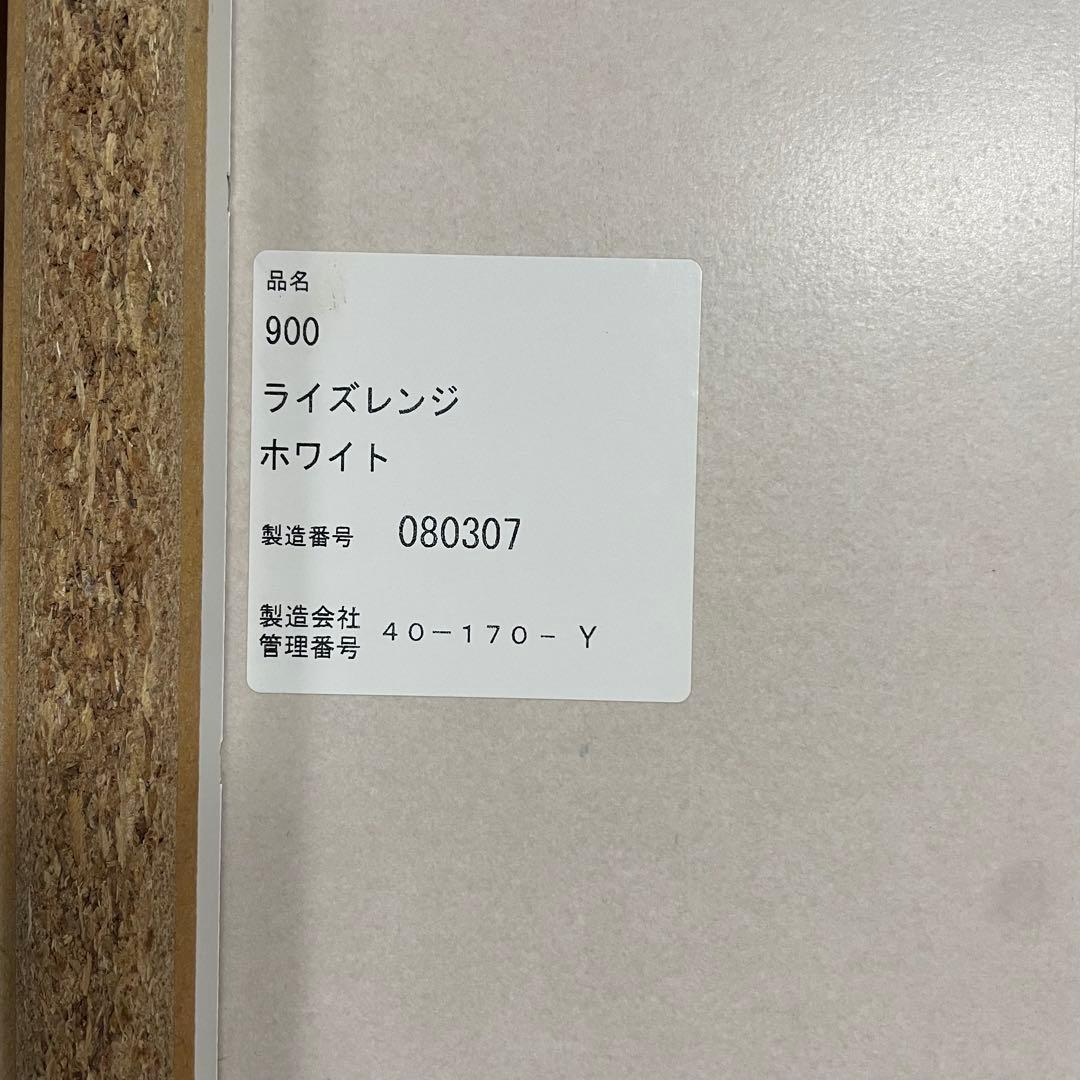 品名
900
ライズレンジ
ホワイト
製造番号 080307
製造会社
管理番号 40-170- Y